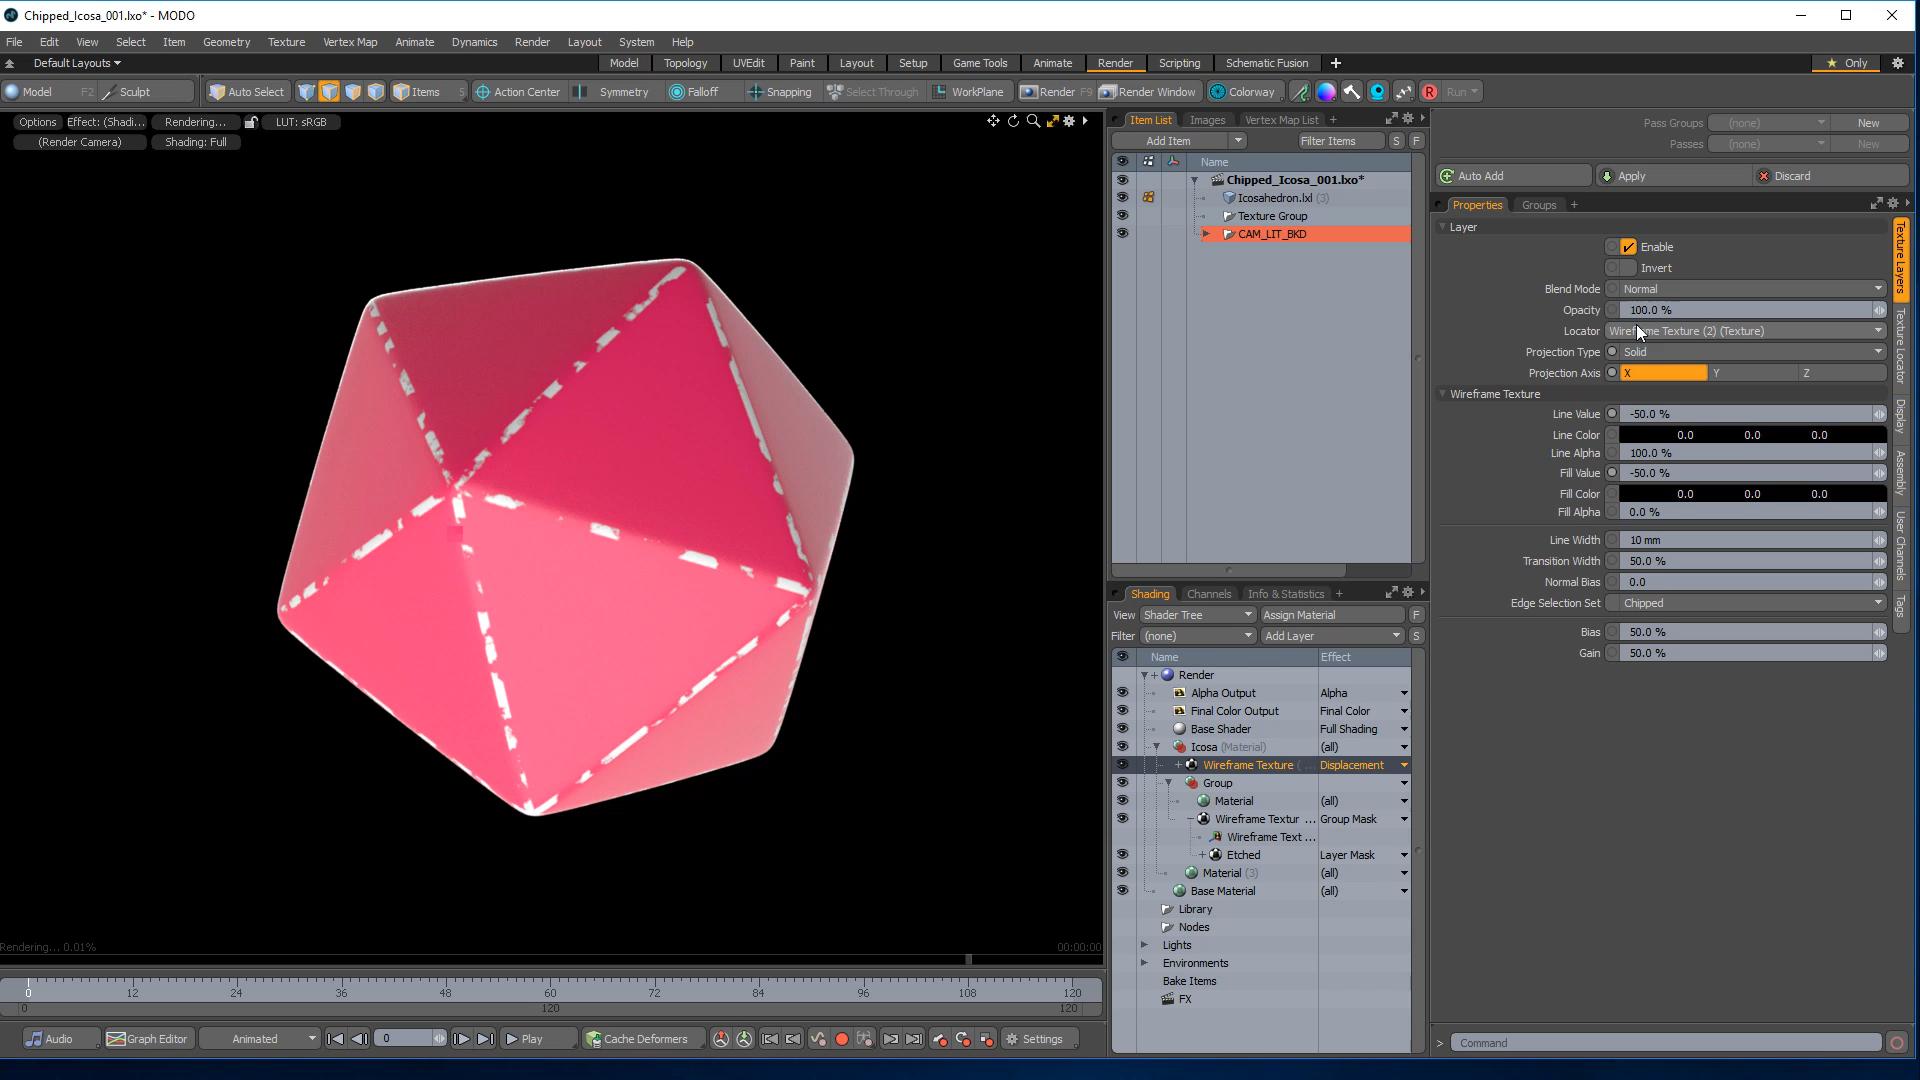 Chipped_Icosa_001.lxo* - MODO
File Edit View Select Item Geometry Texture Vertex Map Animate Dynamics Render Layout System Help
Default Layouts Model Topology UVEdit Paint Layout Setup Game Tools Animate Render Scripting Schematic Fusion + Only
Model F2 Sculpt Auto Select Items 5 Action Center Symmetry Falloff Snapping Select Through WorkPlane Render F9 Render Window Colorway R Run
Options Effect: (Shadi... Rendering... LUT: sRGB
(Render Camera) Shading: Full
Rendering... 0.01% 00:00:00
0 12 24 36 48 60 72 84 96 108 120
0 120 120
Audio Graph Editor Animated 0 Play Cache Deformers Settings
Item List Images Vertex Map List +
Add Item Filter Items S F
Name
Chipped_Icosa_001.lxo*
Icosahedron.lxl (3)
Texture Group
CAM_LIT_BKD
Shading Channels Info & Statistics +
View Shader Tree Assign Material F
Filter (none) Add Layer S
Name Effect
Render
Alpha Output Alpha
Final Color Output Final Color
Base Shader Full Shading
Icosa (Material) (all)
Wireframe Texture ( ... Displacement
Group
Material (all)
Wireframe Textur ... Group Mask
Wireframe Text ...
Etched Layer Mask
Material (3) (all)
Base Material (all)
Library
Nodes
Lights
Environments
Bake Items
FX
Pass Groups (none) New
Passes (none) New
Auto Add Apply Discard
Properties Groups +
Layer
Enable
Invert
Blend Mode Normal
Opacity 100.0 %
Locator Wireframe Texture (2) (Texture)
Projection Type Solid
Projection Axis X Y Z
Wireframe Texture
Line Value -50.0 %
Line Color 0.0 0.0 0.0
Line Alpha 100.0 %
Fill Value -50.0 %
Fill Color 0.0 0.0 0.0
Fill Alpha 0.0 %
Line Width 10 mm
Transition Width 50.0 %
Normal Bias 0.0
Edge Selection Set Chipped
Bias 50.0 %
Gain 50.0 %
Texture Layers
Texture Locator
Display
Assembly
User Channels
Tags
> Command